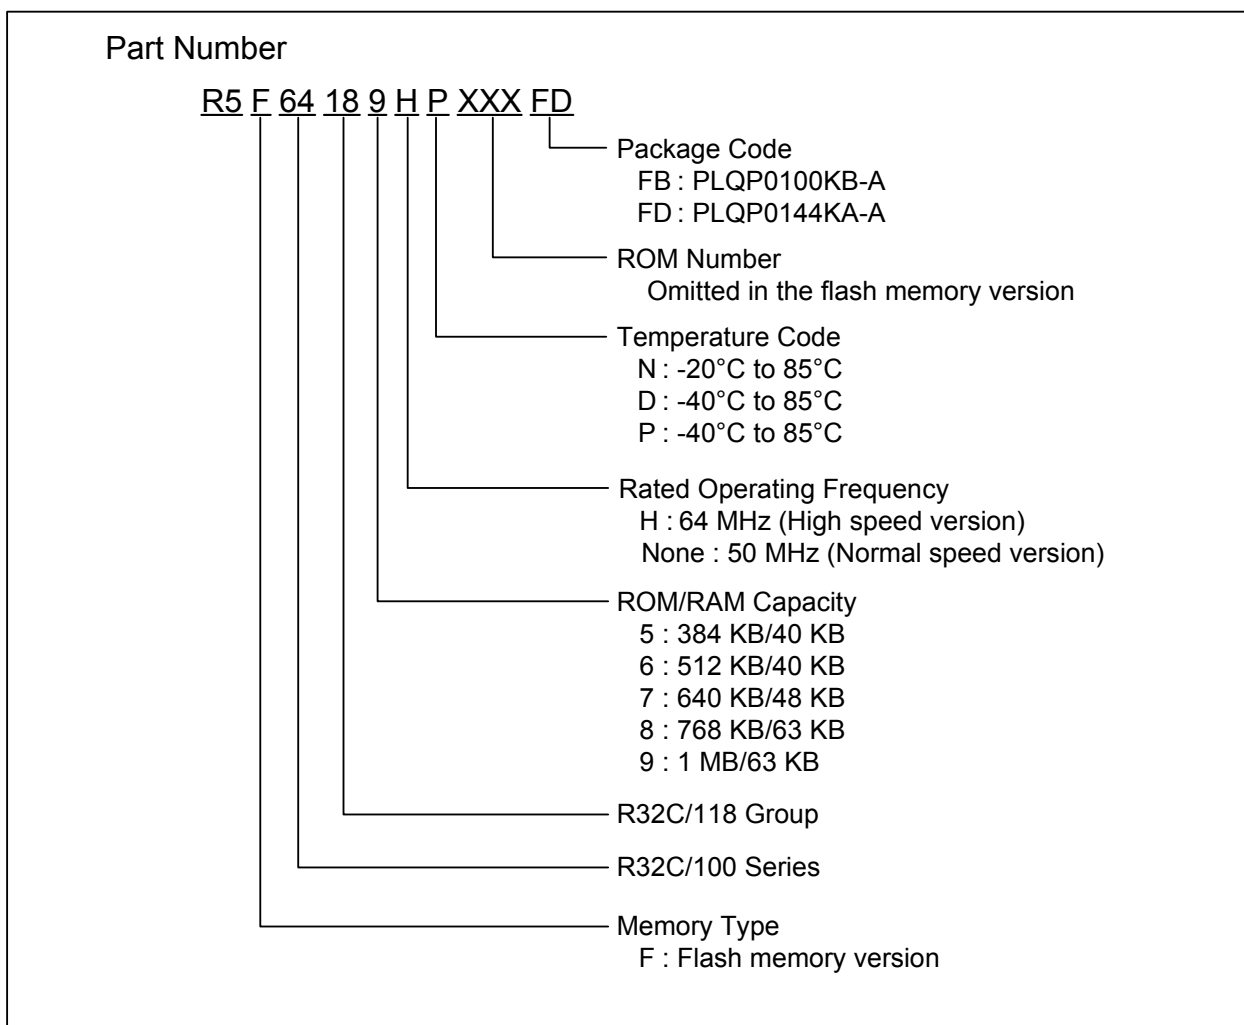 Part Number
R5 F 64 18 9 H P XXX FD
Package Code
FB : PLQP0100KB-A
FD : PLQP0144KA-A
ROM Number
Omitted in the flash memory version
Temperature Code
N : -20°C to 85°C
D : -40°C to 85°C
P : -40°C to 85°C
Rated Operating Frequency
H : 64 MHz (High speed version)
None : 50 MHz (Normal speed version)
ROM/RAM Capacity
5 : 384 KB/40 KB
6 : 512 KB/40 KB
7 : 640 KB/48 KB
8 : 768 KB/63 KB
9 : 1 MB/63 KB
R32C/118 Group
R32C/100 Series
Memory Type
F : Flash memory version